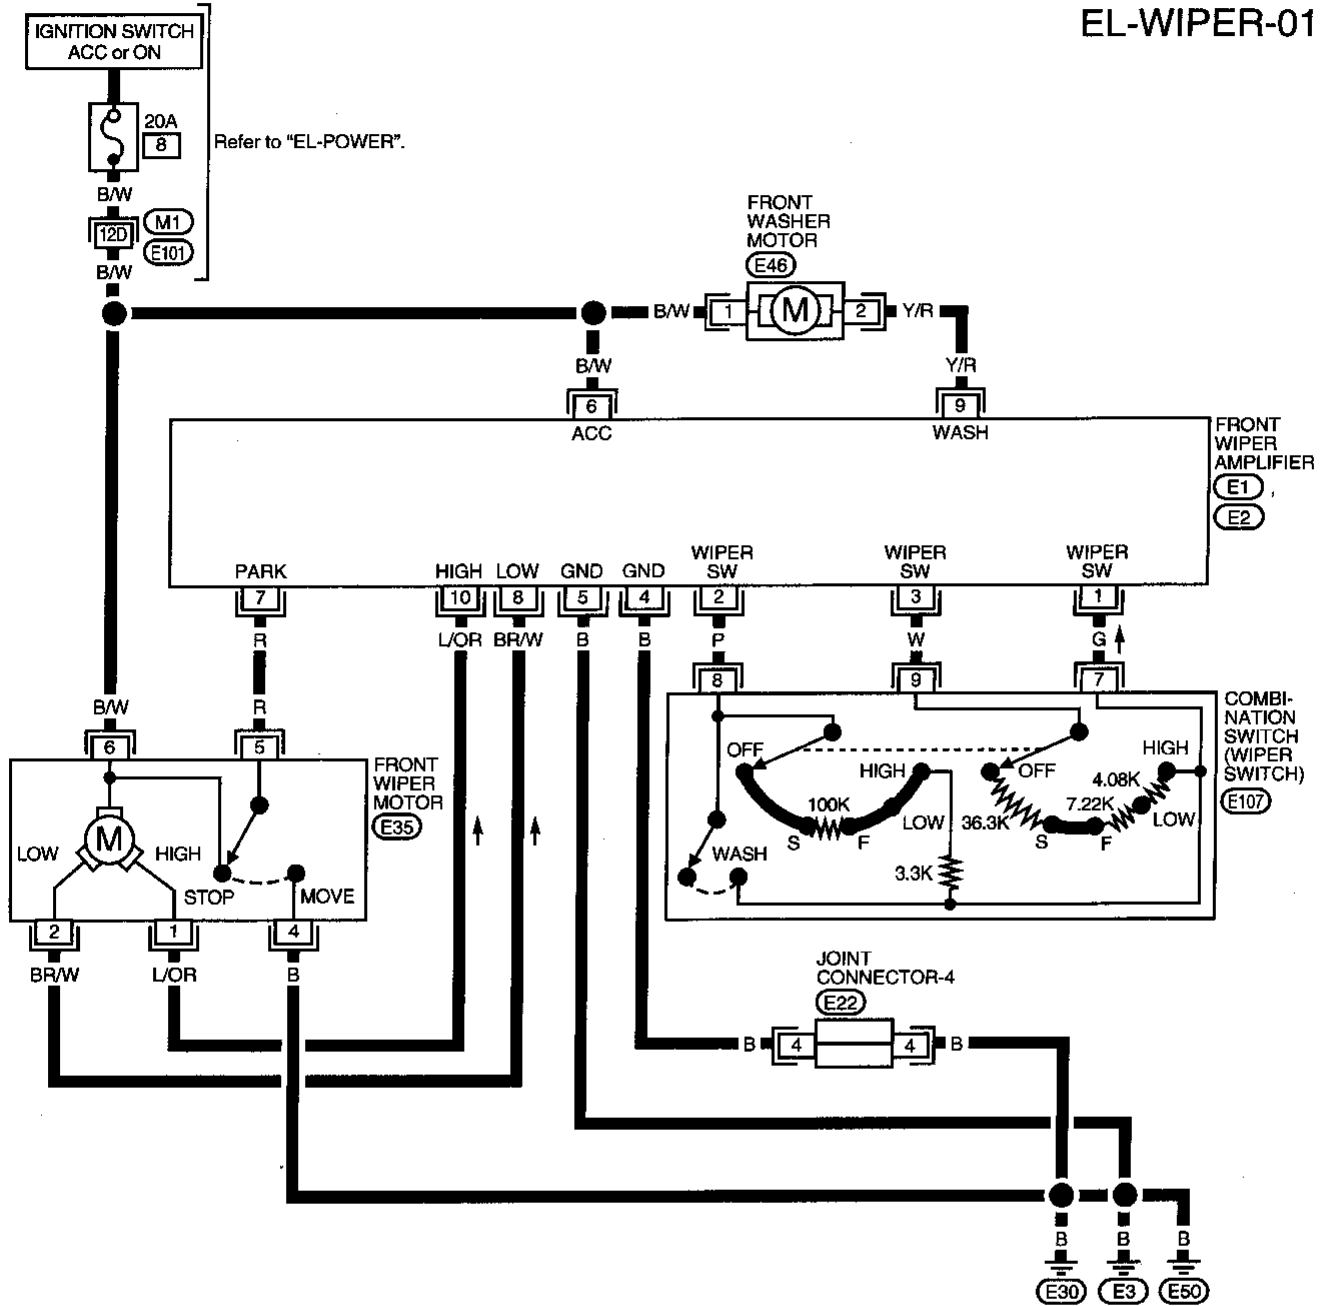 EL-WIPER-01
IGNITION SWITCH
ACC or ON
20A
8
Refer to "EL-POWER".
B/W
12D
M1
E101
B/W
FRONT
WASHER
MOTOR
E46
B/W
1
M
2
Y/R
B/W
Y/R
6
9
ACC
WASH
FRONT
WIPER
AMPLIFIER
E1 ,
E2
PARK
HIGH
LOW
GND
GND
WIPER
SW
WIPER
SW
WIPER
SW
7
10
8
5
4
2
3
1
R
L/OR
BR/W
B
B
P
W
G
8
9
7
B/W
R
6
5
FRONT
WIPER
MOTOR
E35
M
LOW
HIGH
STOP
MOVE
2
1
4
BR/W
L/OR
B
COMBI-
NATION
SWITCH
(WIPER
SWITCH)
E107
OFF
HIGH
OFF
HIGH
100K
LOW
S
F
36.3K
7.22K
4.08K
LOW
S
F
WASH
3.3K
JOINT
CONNECTOR-4
E22
B
4
4
B
B
B
B
E30
E3
E50